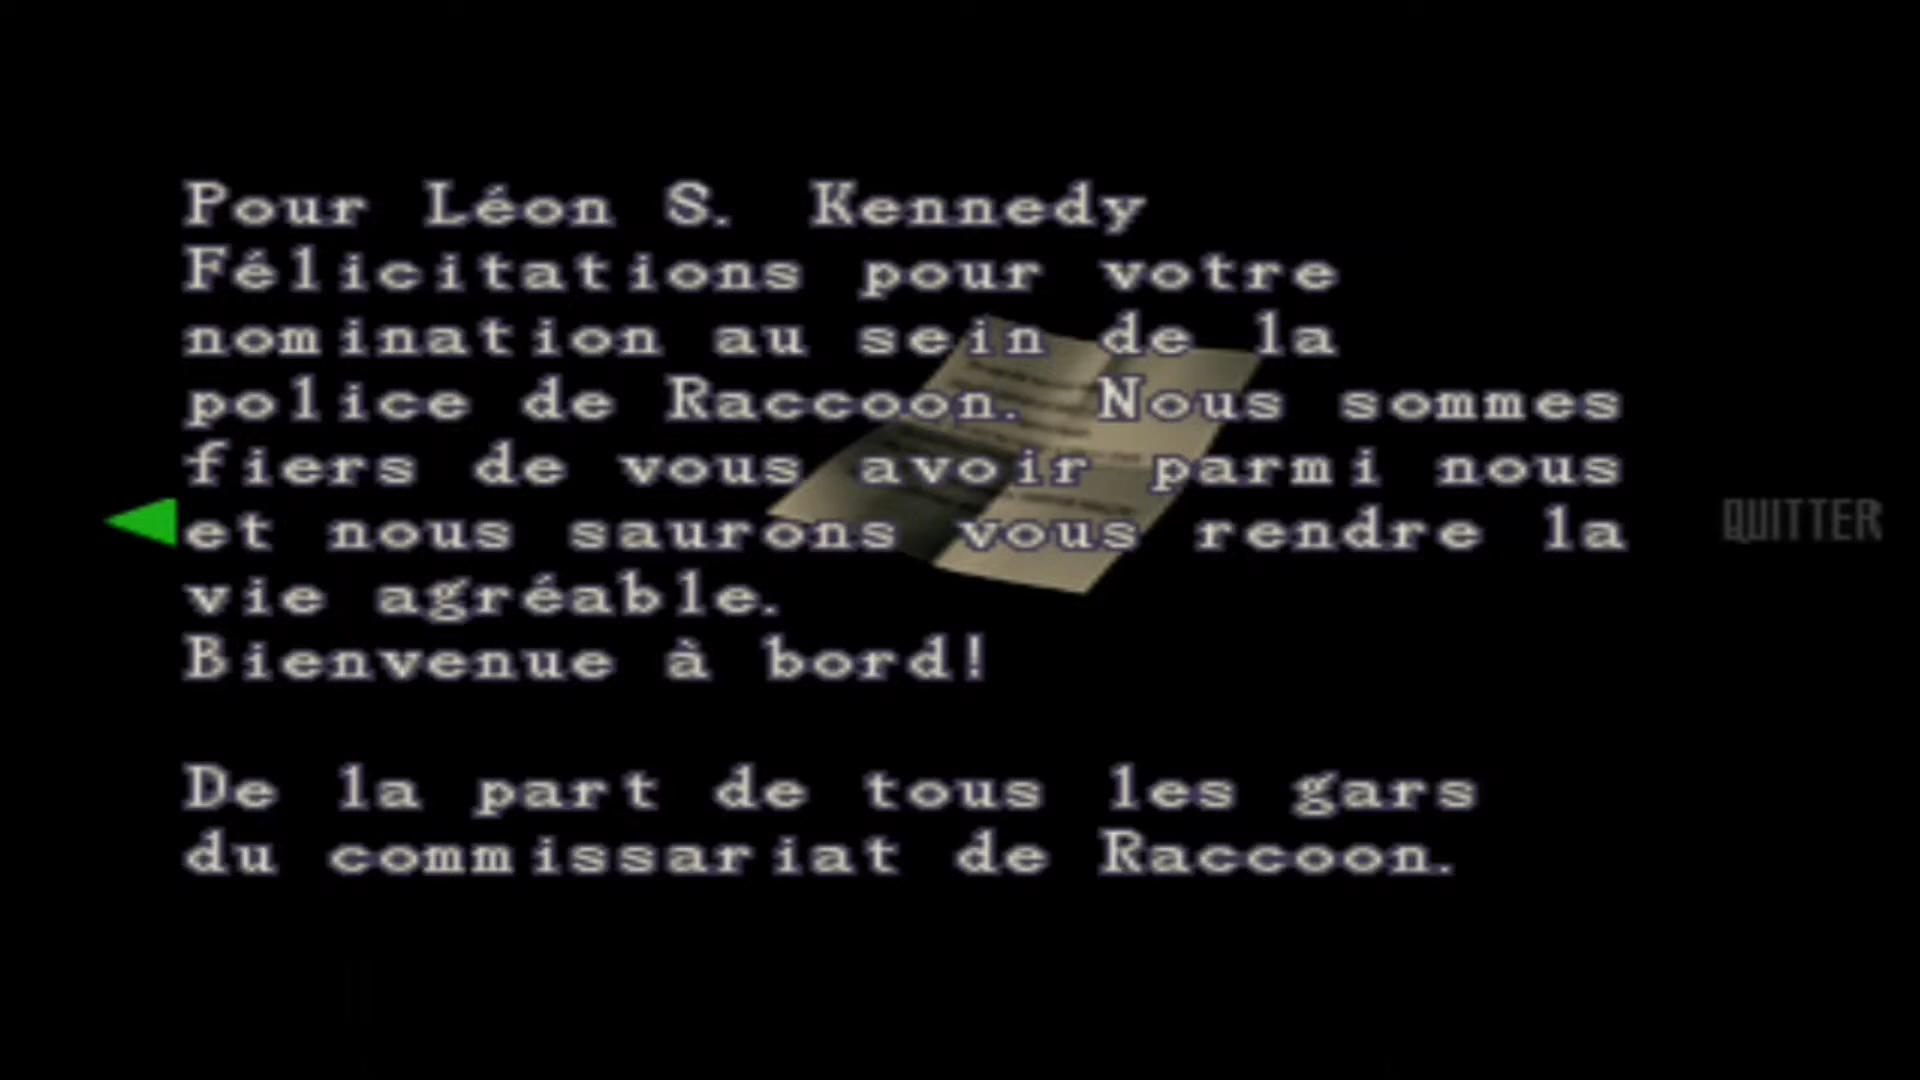 Pour Léon S. Kennedy
Félicitations pour votre
nomination au sein de la
police de Raccoon. Nous sommes
fiers de vous avoir parmi nous
et nous saurons vous rendre la
vie agréable.
Bienvenue à bord!
De la part de tous les gars
du commissariat de Raccoon.
QUITTER